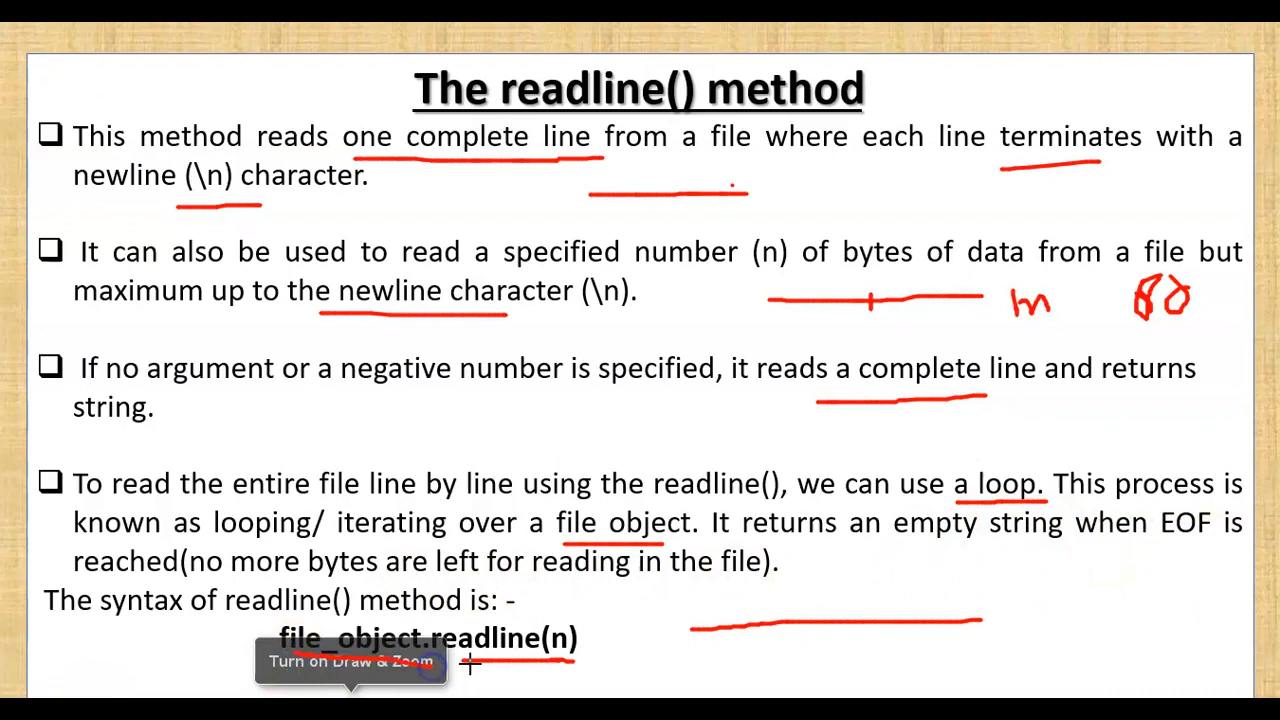 The readline() method
❑ This method reads one complete line from a file where each line terminates with a
newline (\n) character.
❑ It can also be used to read a specified number (n) of bytes of data from a file but
maximum up to the newline character (\n).
❑ If no argument or a negative number is specified, it reads a complete line and returns
string.
❑ To read the entire file line by line using the readline(), we can use a loop. This process is
known as looping/ iterating over a file object. It returns an empty string when EOF is
reached(no more bytes are left for reading in the file).
The syntax of readline() method is: -
file_object.readline(n)
Turn on Draw & Zoom